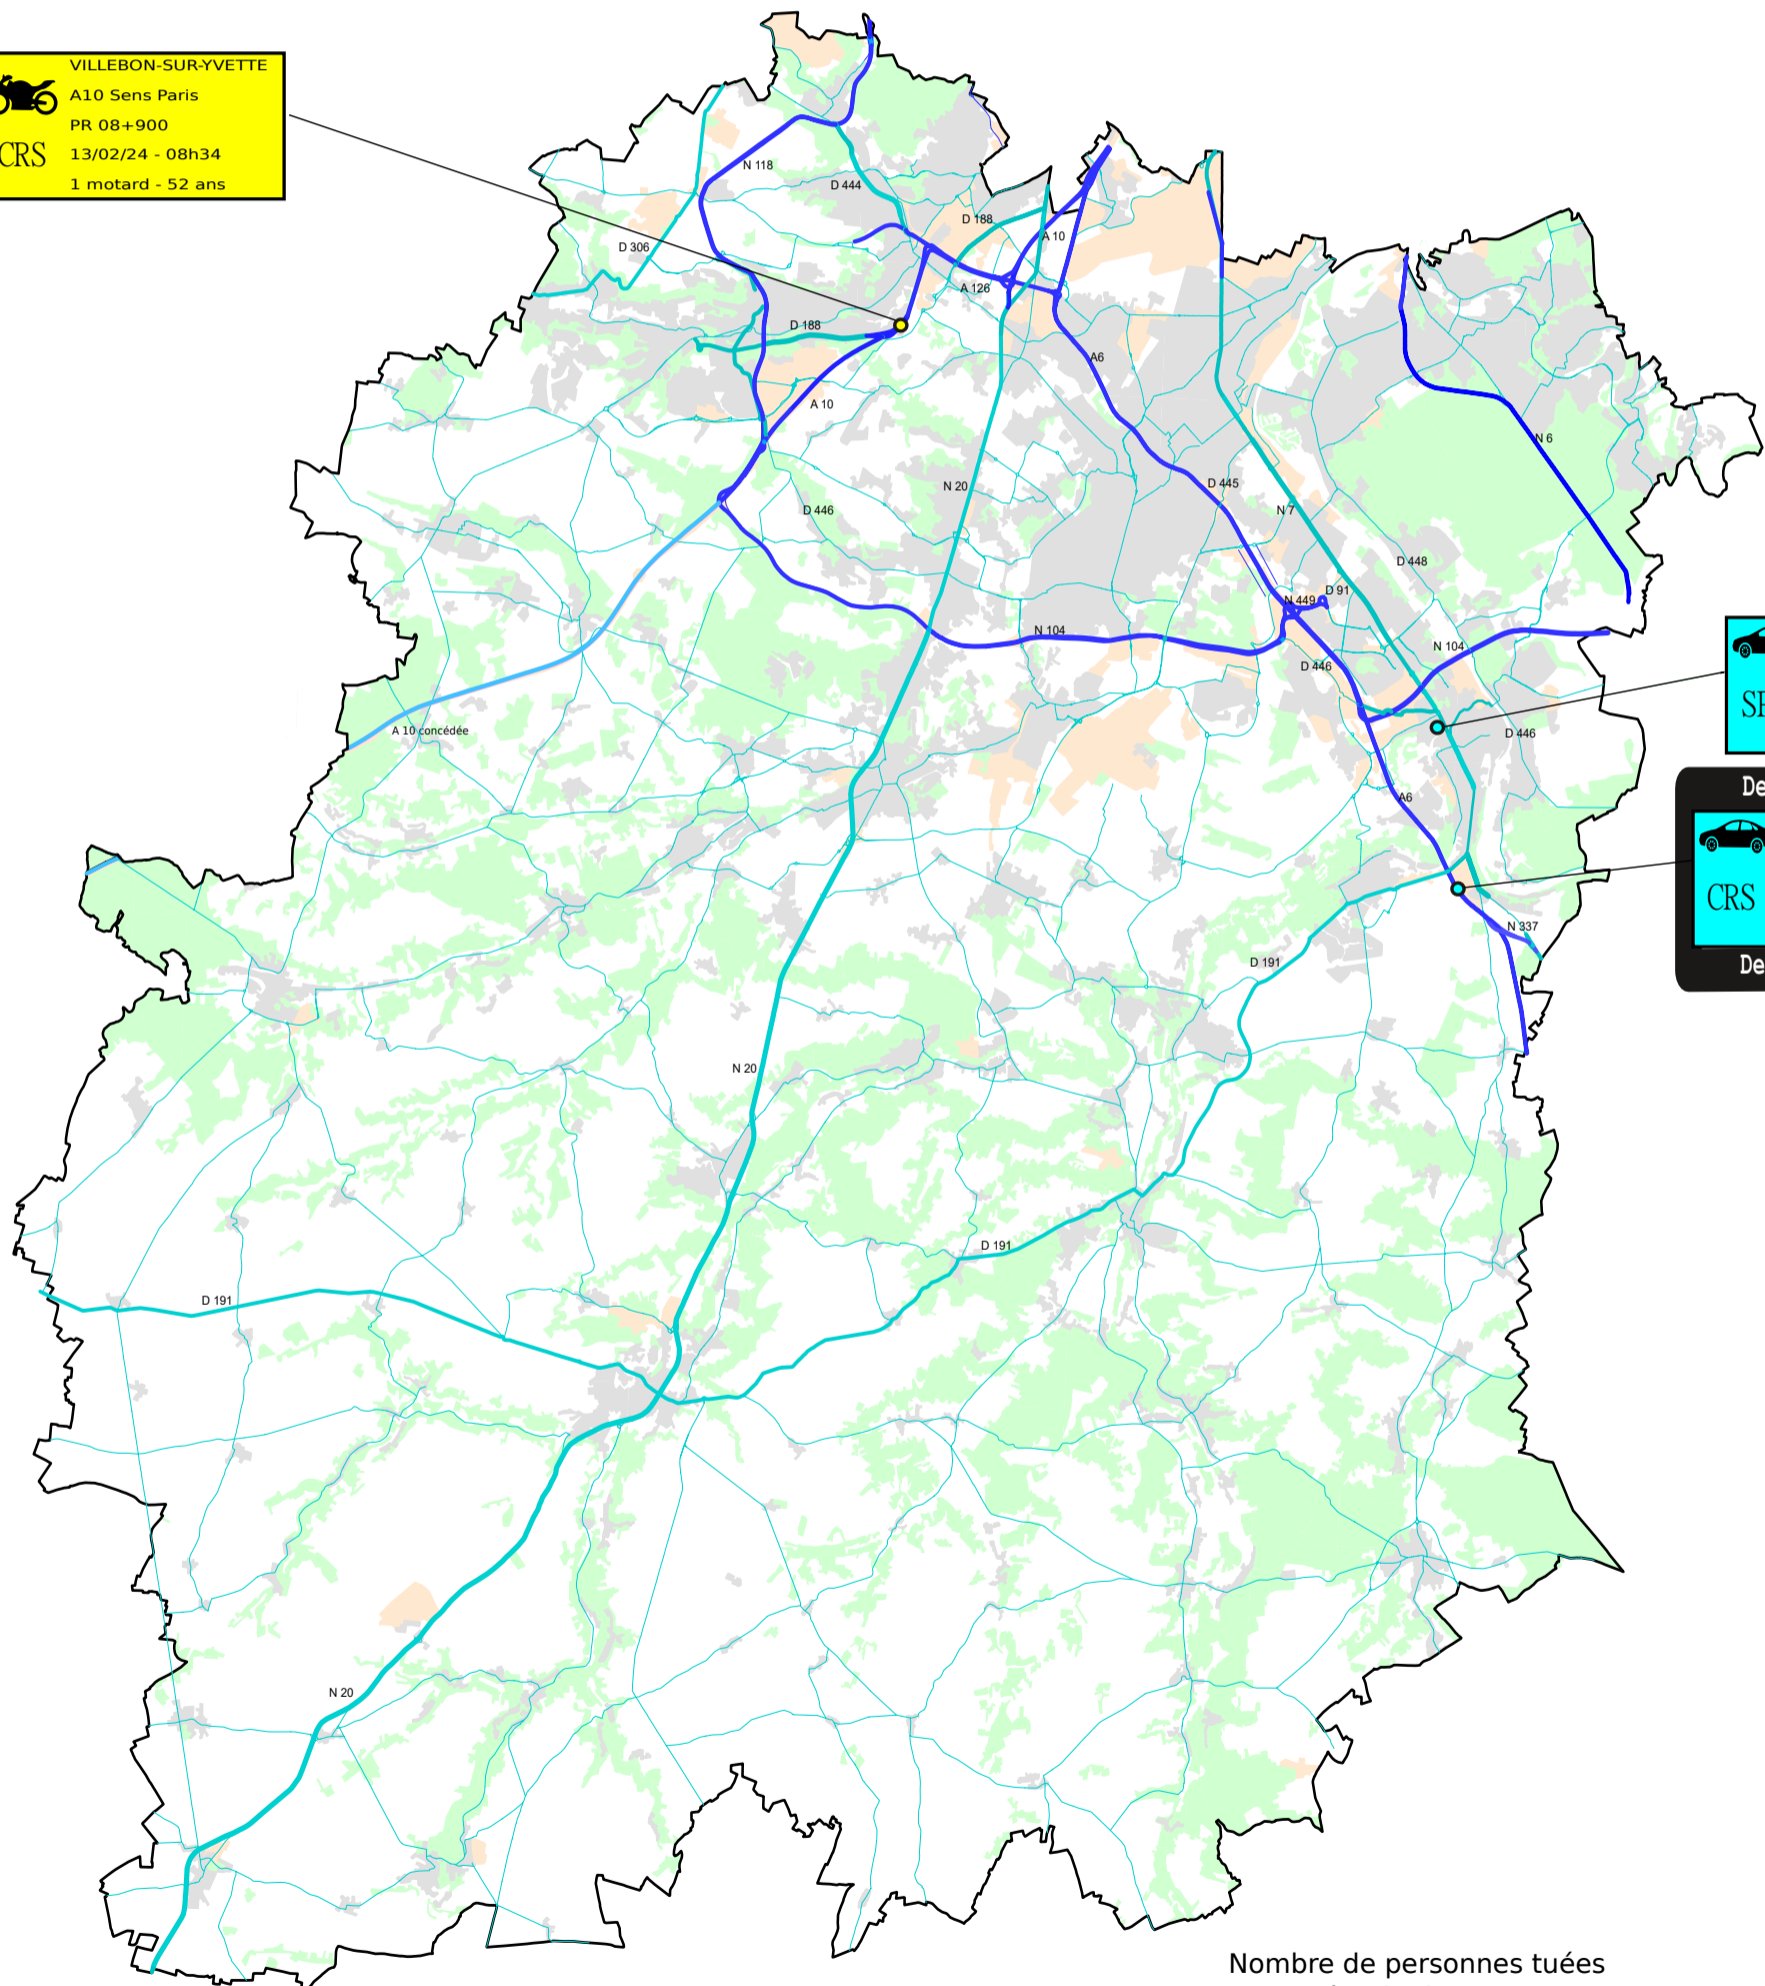 VILLEBON-SUR-YVETTE
A10 Sens Paris
PR 08+900
CRS
13/02/24 - 08h34
1 motard - 52 ans
N 118
D 444
D 188
A 10
D 306
A 126
D 188
A6
A 10
N 6
N 20
D 445
D 446
N 7
D 448
D 91
N 449
N 104
N 104
D 446
A 10 concédée
D 446
A6
CRS
N 337
D 191
N 20
D 191
D 191
N 20
Nombre de personnes tuées